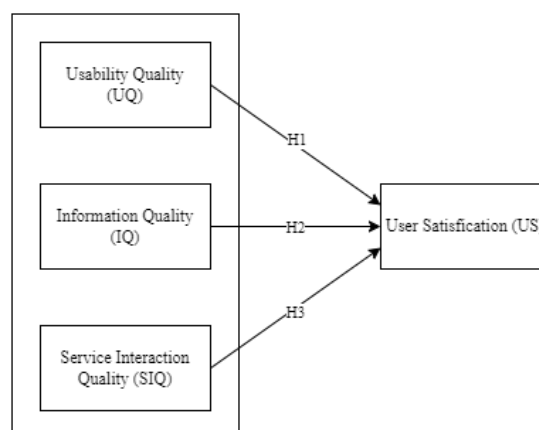 Usability Quality
(UQ)
H1
Information Quality
(IQ)
H2
User Satisfication (US
Service Interaction
Quality (SIQ)
H3